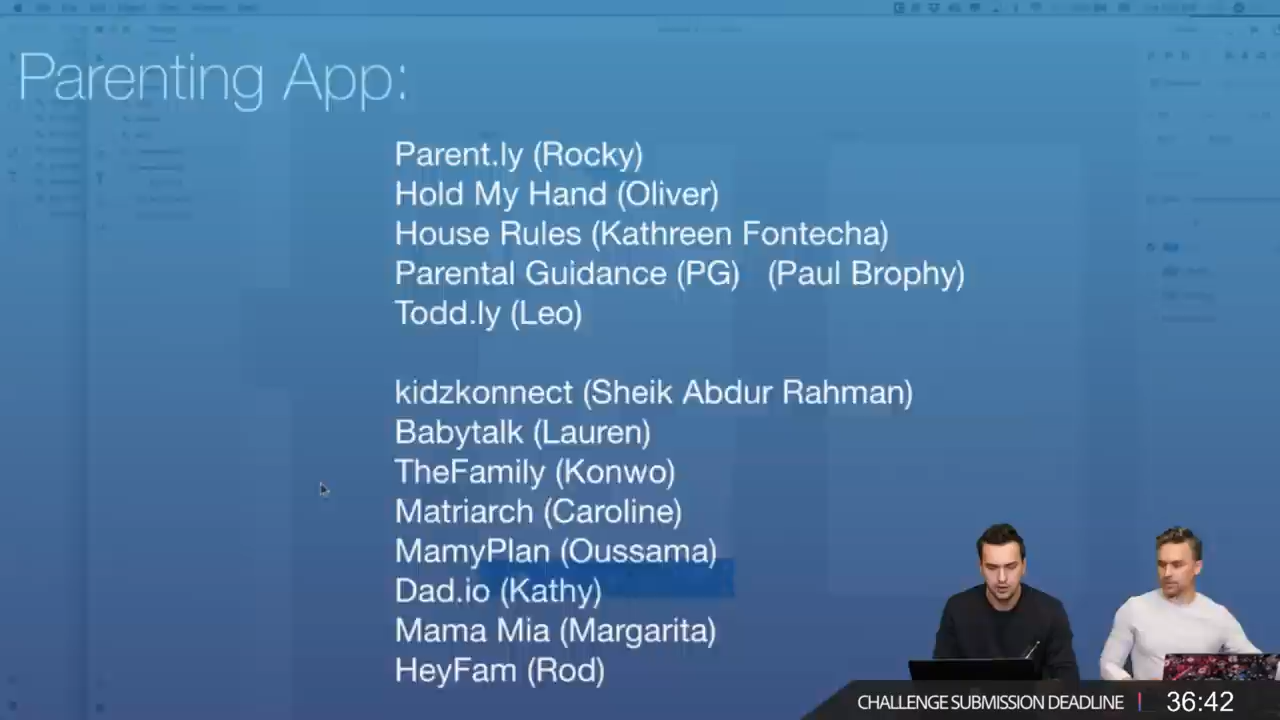 Parenting App:
Parent.ly (Rocky)
Hold My Hand (Oliver)
House Rules (Kathreen Fontecha)
Parental Guidance (PG) (Paul Brophy)
Todd.ly (Leo)
kidzkonnect (Sheik Abdur Rahman)
Babytalk (Lauren)
TheFamily (Konwo)
Matriarch (Caroline)
MamyPlan (Oussama)
Dad.io (Kathy)
Mama Mia (Margarita)
HeyFam (Rod)
CHALLENGE SUBMISSION DEADLINE | 36:42